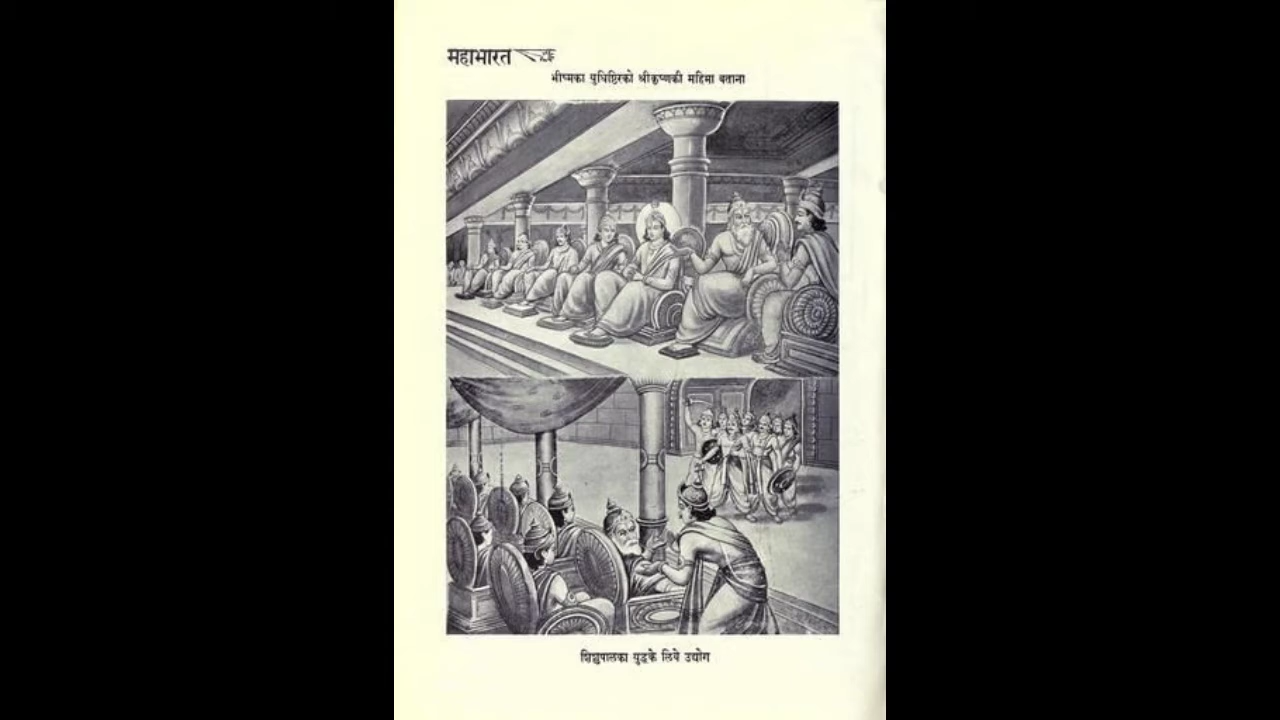 महाभारत
भीष्मका युधिष्ठिरको श्रीकृष्णकी महिमा बताना
शिशुपालका युद्धके लिये उद्योग